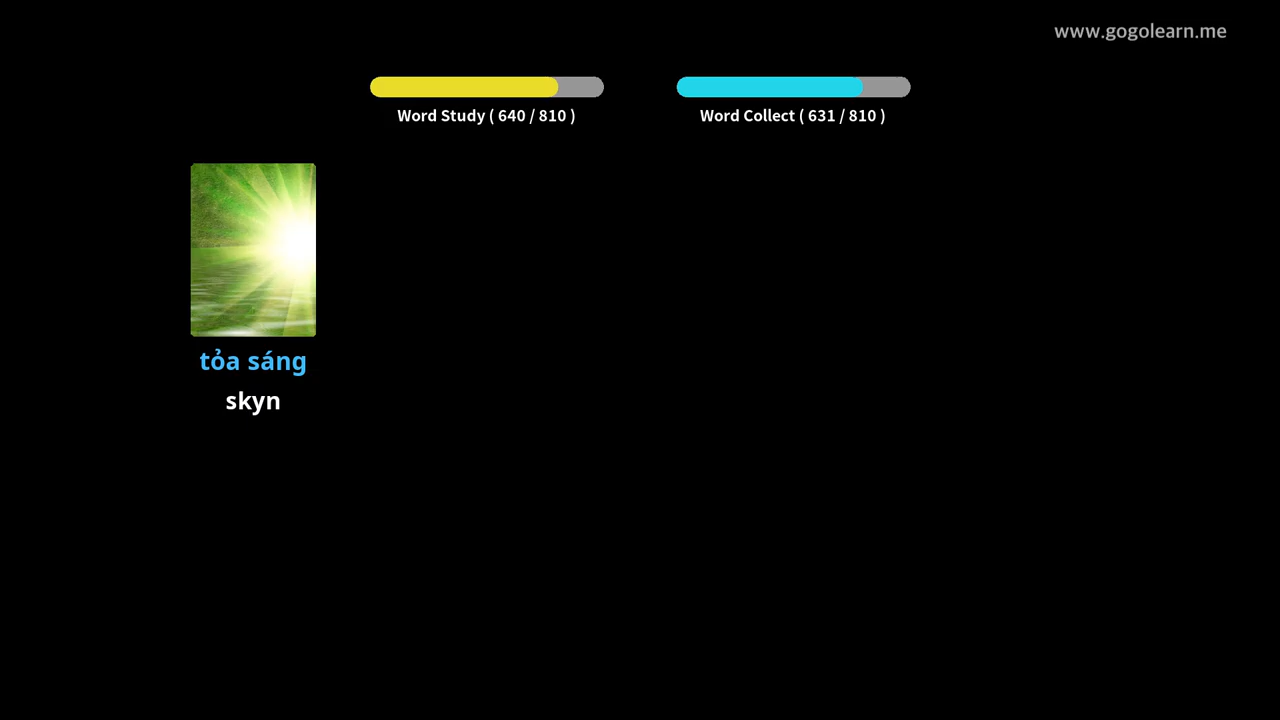 www.gogolearn.me
Word Study ( 640 / 810 )
Word Collect ( 631 / 810 )
tỏa sáng
skyn